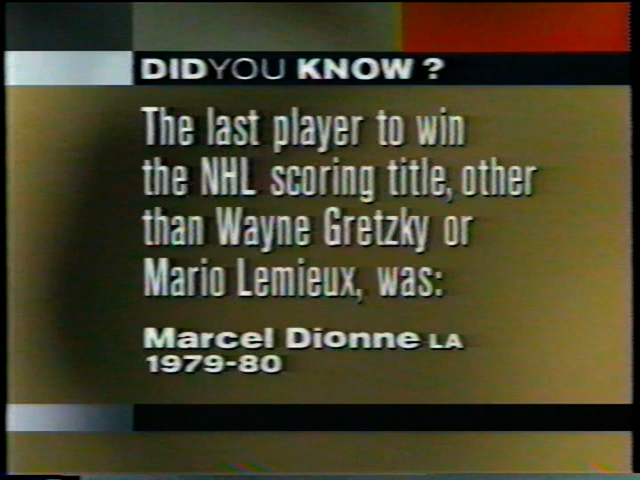 DIDYOU KNOW ?
The last player to win
the NHL scoring title, other
than Wayne Gretzky or
Mario Lemieux, was:
Marcel Dionne LA
1979-80